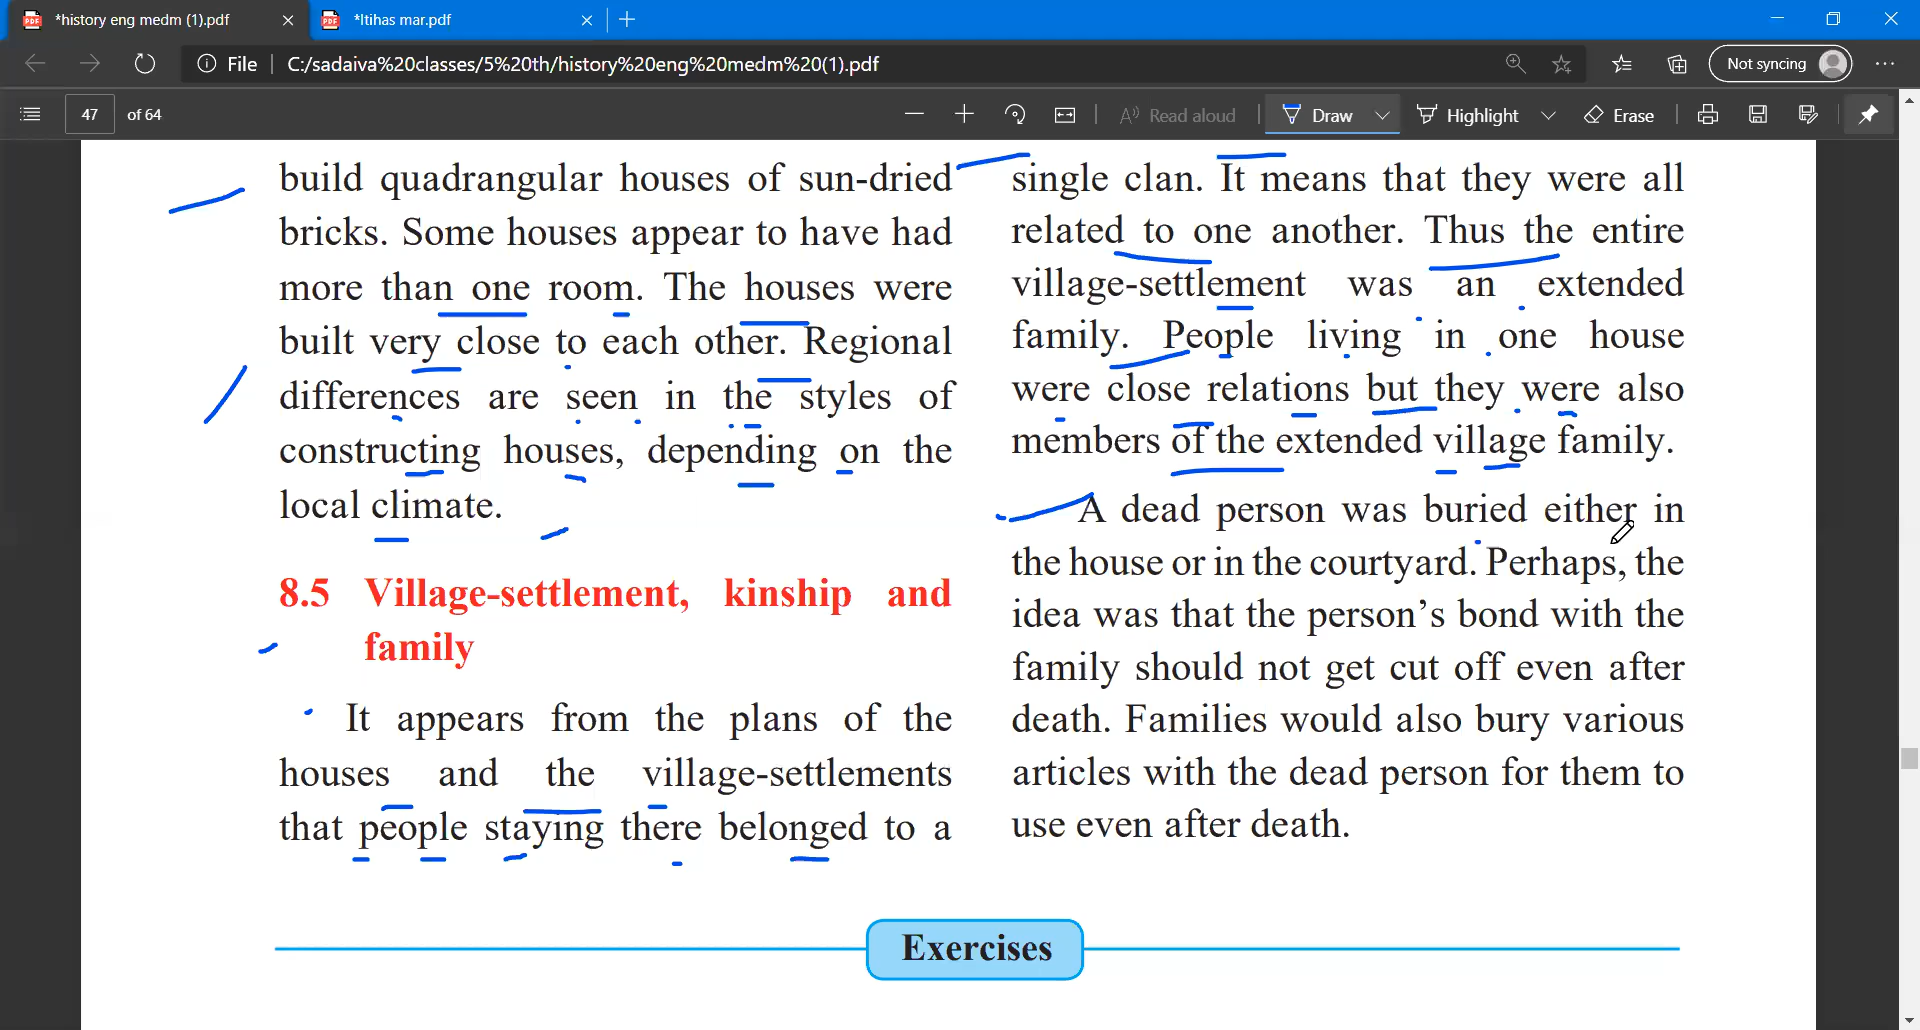 *history eng medm (1).pdf
*Itihas mar.pdf
File
C:/sadaiva%20classes/5%20th/history%20eng%20medm%20(1).pdf
Not syncing
47
of 64
Read aloud
Draw
Highlight
Erase
build quadrangular houses of sun-dried
bricks. Some houses appear to have had
more than one room. The houses were
built very close to each other. Regional
differences are seen in the styles of
constructing houses, depending on the
local climate.
8.5 Village-settlement, kinship and
family
It appears from the plans of the
houses and the village-settlements
that people staying there belonged to a
single clan. It means that they were all
related to one another. Thus the entire
village-settlement was an extended
family. People living in one house
were close relations but they were also
members of the extended village family.
A dead person was buried either in
the house or in the courtyard. Perhaps, the
idea was that the person’s bond with the
family should not get cut off even after
death. Families would also bury various
articles with the dead person for them to
use even after death.
Exercises